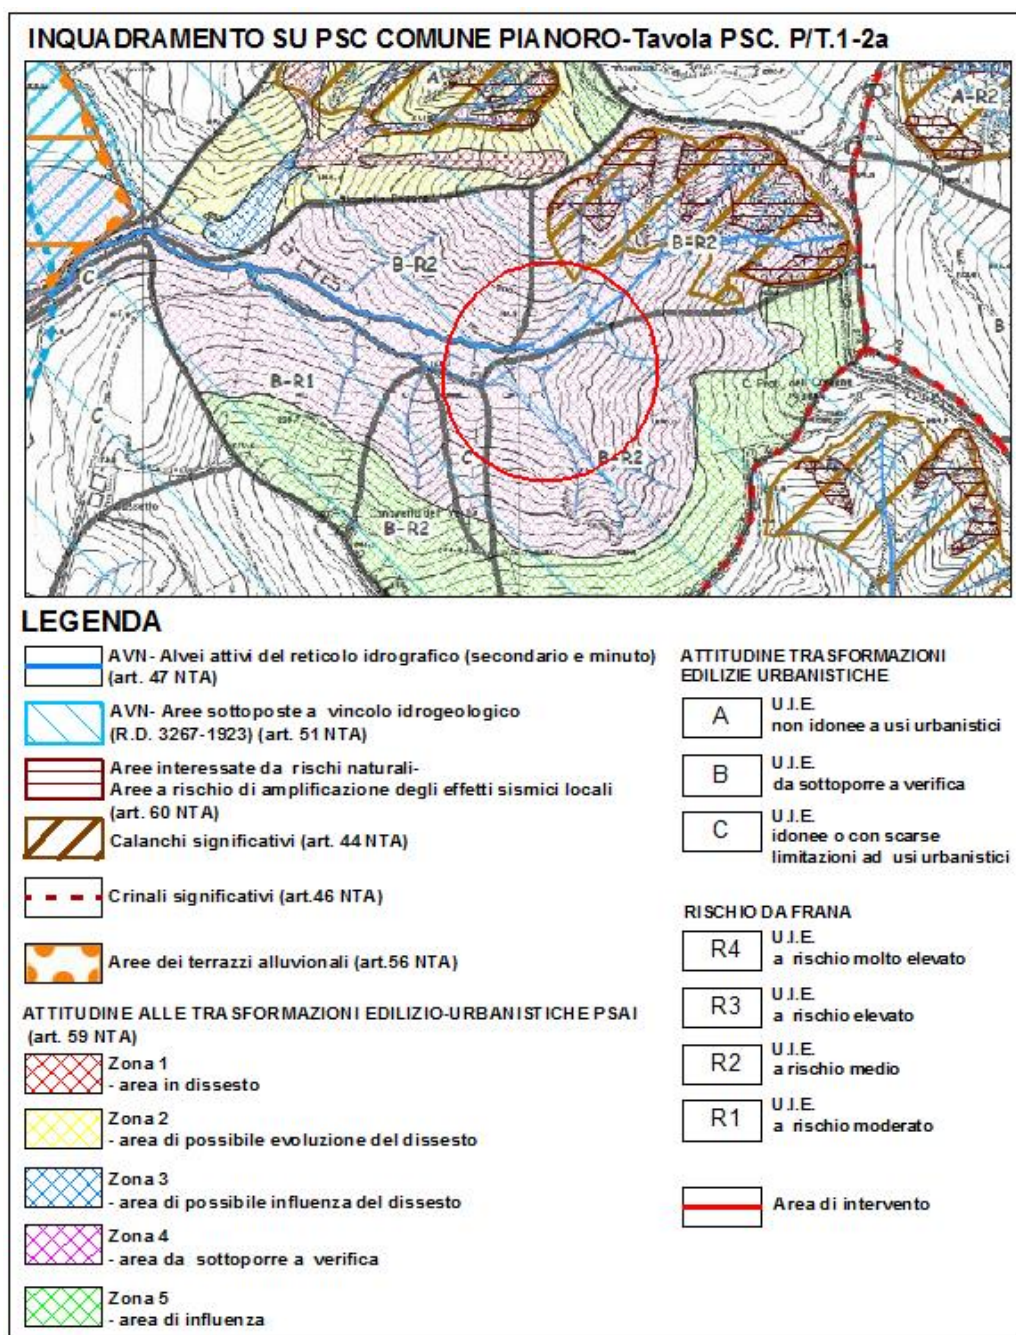 INQUADRAMENTO SU PSC COMUNE PIANORO-Tavola PSC. P/T.1-2a
A=R2
B-R2
B=R2
B-R1
B=R2
B-R2
C
C
C
B
LEGENDA
AVN- Alvei attivi del reticolo idrografico (secondario e minuto)
(art. 47 NTA)
AVN- Aree sottoposte a vincolo idrogeologico
(R.D. 3267-1923) (art. 51 NTA)
Aree interessate da rischi naturali-
Aree a rischio di amplificazione degli effetti sismici locali
(art. 60 NTA)
Calanchi significativi (art. 44 NTA)
Crinali significativi (art.46 NTA)
Aree dei terrazzi alluvionali (art.56 NTA)
ATTITUDINE ALLE TRASFORMAZIONI EDILIZIO-URBANISTICHE PSAI
(art. 59 NTA)
Zona 1
- area in dissesto
Zona 2
- area di possibile evoluzione del dissesto
Zona 3
- area di possibile influenza del dissesto
Zona 4
- area da sottoporre a verifica
Zona 5
- area di influenza
ATTITUDINE TRASFORMAZIONI
EDILIZIE URBANISTICHE
A
U.I.E.
non idonee a usi urbanistici
B
U.I.E.
da sottoporre a verifica
C
U.I.E.
idonee o con scarse
limitazioni ad usi urbanistici
RISCHIO DA FRANA
R4
U.I.E.
a rischio molto elevato
R3
U.I.E.
a rischio elevato
R2
U.I.E.
a rischio medio
R1
U.I.E.
a rischio moderato
Area di intervento